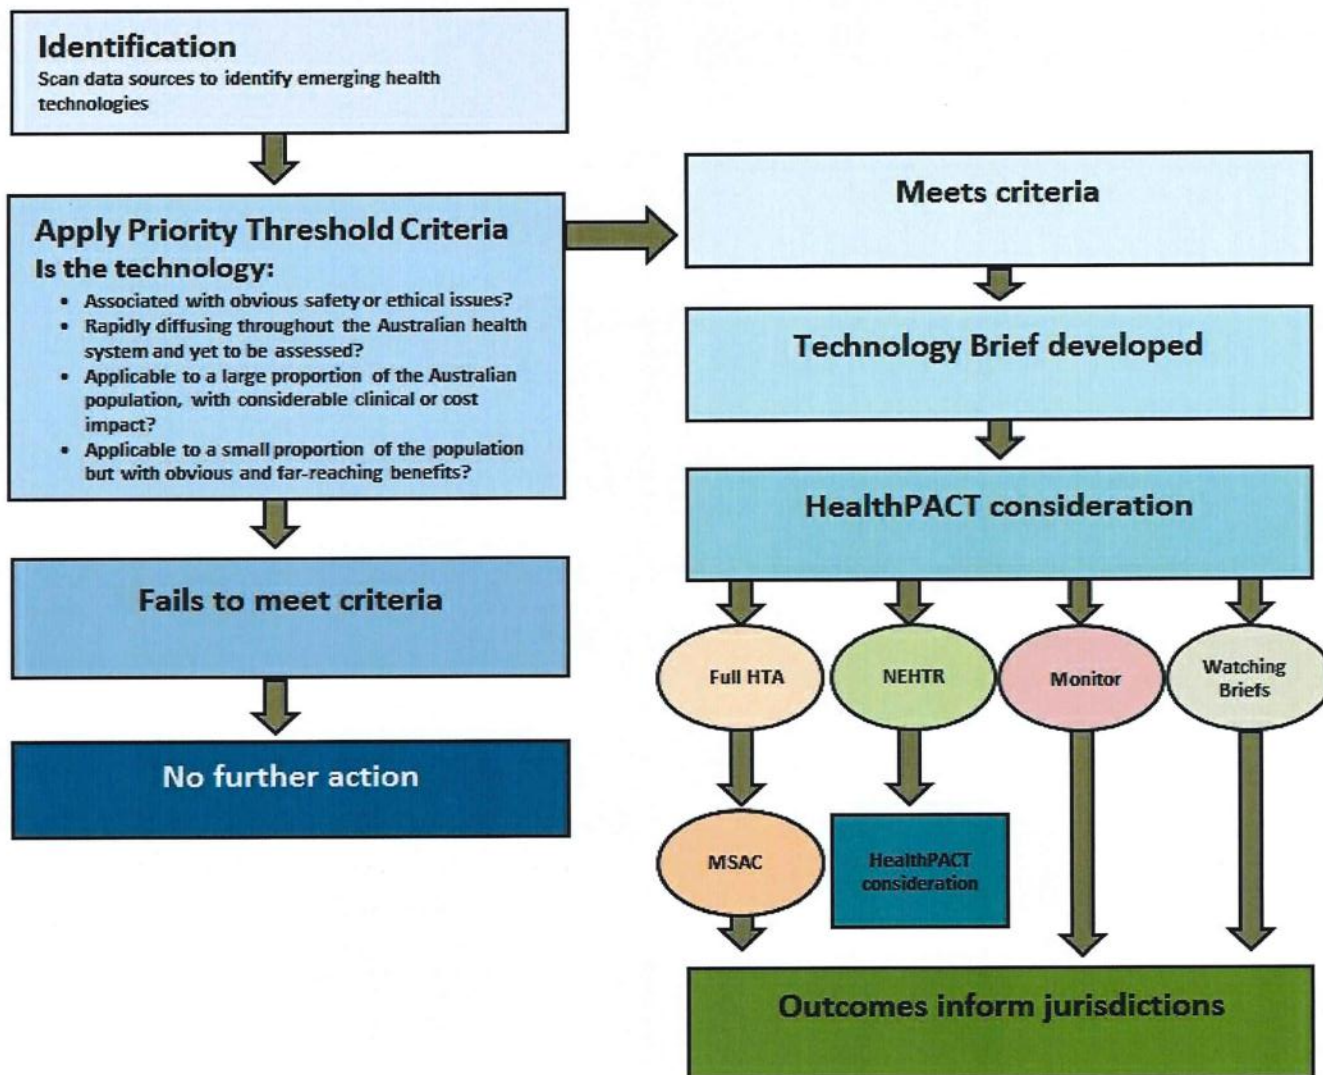 Identification
Scan data sources to identify emerging health
technologies
Apply Priority Threshold Criteria
Is the technology:
• Associated with obvious safety or ethical issues?
• Rapidly diffusing throughout the Australian health
system and yet to be assessed?
• Applicable to a large proportion of the Australian
population, with considerable clinical or cost
impact?
• Applicable to a small proportion of the population
but with obvious and far-reaching benefits?
Fails to meet criteria
No further action
Meets criteria
Technology Brief developed
HealthPACT consideration
Full HTA
NEHTR
Monitor
Watching
Briefs
MSAC
HealthPACT
consideration
Outcomes inform jurisdictions